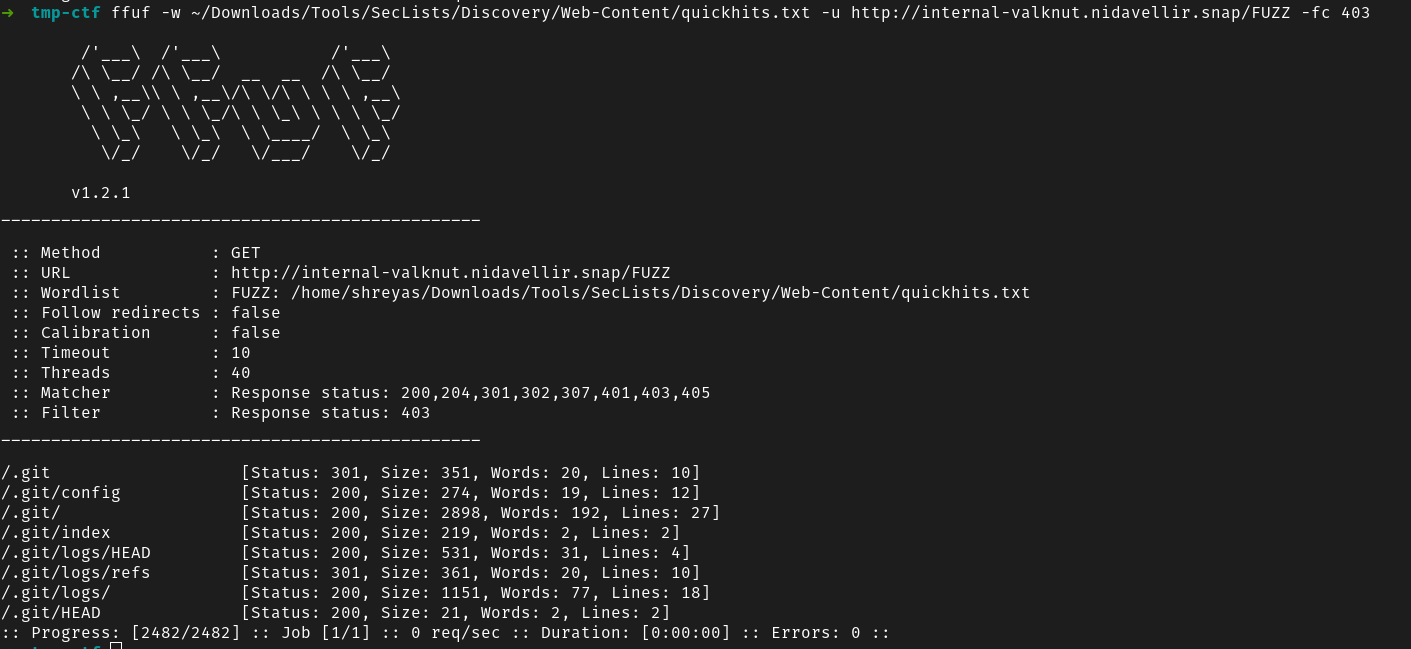 →  tmp-ctf ffuf -w ~/Downloads/Tools/SecLists/Discovery/Web-Content/quickhits.txt -u http://internal-valknut.nidavellir.snap/FUZZ -fc 403

        /'___\  /'___\           /'___\
       /\ \__/ /\ \__/  __  __  /\ \__/
       \ \ ,__\\ \ ,__\/\ \/\ \ \ \ ,__\
        \ \ \_/ \ \ \_/\ \ \_\ \ \ \ \_/
         \ \_\   \ \_\  \ \____/  \ \_\
          \/_/    \/_/   \/___/    \/_/

       v1.2.1
________________________________________________

 :: Method           : GET
 :: URL              : http://internal-valknut.nidavellir.snap/FUZZ
 :: Wordlist         : FUZZ: /home/shreyas/Downloads/Tools/SecLists/Discovery/Web-Content/quickhits.txt
 :: Follow redirects : false
 :: Calibration      : false
 :: Timeout          : 10
 :: Threads          : 40
 :: Matcher          : Response status: 200,204,301,302,307,401,403,405
 :: Filter           : Response status: 403
________________________________________________

/.git                   [Status: 301, Size: 351, Words: 20, Lines: 10]
/.git/config            [Status: 200, Size: 274, Words: 19, Lines: 12]
/.git/                  [Status: 200, Size: 2898, Words: 192, Lines: 27]
/.git/index             [Status: 200, Size: 219, Words: 2, Lines: 2]
/.git/logs/HEAD         [Status: 200, Size: 531, Words: 31, Lines: 4]
/.git/logs/refs         [Status: 301, Size: 361, Words: 20, Lines: 10]
/.git/logs/             [Status: 200, Size: 1151, Words: 77, Lines: 18]
/.git/HEAD              [Status: 200, Size: 21, Words: 2, Lines: 2]
:: Progress: [2482/2482] :: Job [1/1] :: 0 req/sec :: Duration: [0:00:00] :: Errors: 0 ::